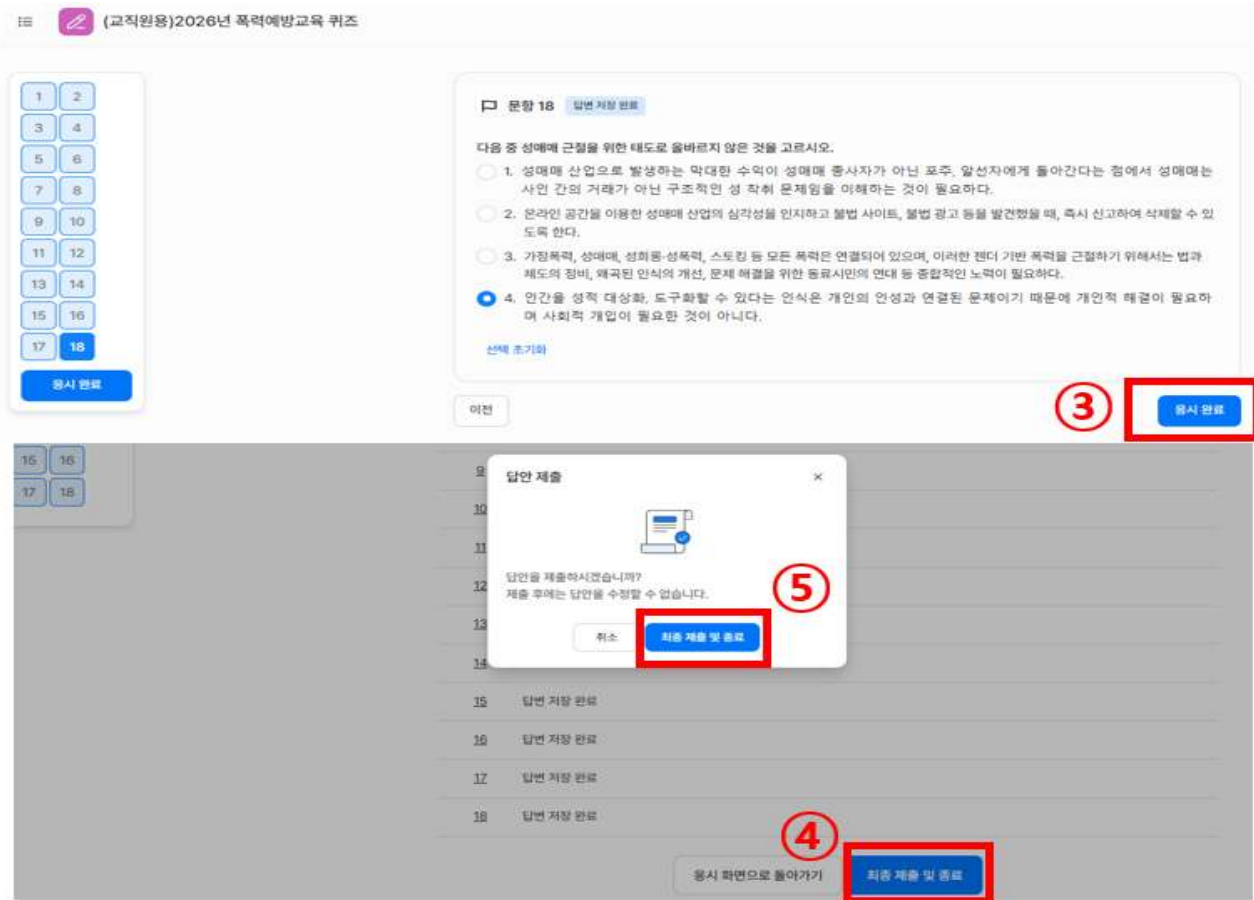 (교직원용)2026년 폭력예방교육 퀴즈
1 2
3 4
5 6
7 8
9 10
11 12
13 14
15 16
17 18
응시 완료
문항 18 답변 저장 완료
다음 중 성매매 근절을 위한 태도로 올바르지 않은 것을 고르시오.
1. 성매매 산업으로 발생하는 막대한 수익이 성매매 종사자가 아닌 포주, 알선자에게 돌아간다는 점에서 성매매는
사인 간의 거래가 아닌 구조적인 성 착취 문제임을 이해하는 것이 필요하다.
2. 온라인 공간을 이용한 성매매 산업의 심각성을 인지하고 불법 사이트, 불법 광고 등을 발견했을 때, 즉시 신고하여 삭제할 수 있
도록 한다.
3. 가정폭력, 성매매, 성희롱·성폭력, 스토킹 등 모든 폭력은 연결되어 있으며, 이러한 젠더 기반 폭력을 근절하기 위해서는 법과
제도의 정비, 왜곡된 인식의 개선, 문제 해결을 위한 동료시민의 연대 등 종합적인 노력이 필요하다.
4. 인간을 성적 대상화, 도구화할 수 있다는 인식은 개인의 인성과 연결된 문제이기 때문에 개인적 해결이 필요하
며 사회적 개입이 필요한 것이 아니다.
선택 초기화
이전
③
응시 완료
15 16
17 18
9
10
11
12
13
14
답안 제출
×
답안을 제출하시겠습니까?
제출 후에는 답안을 수정할 수 없습니다.
⑤
취소
최종 제출 및 종료
15 답변 저장 완료
16 답변 저장 완료
17 답변 저장 완료
18 답변 저장 완료
④
응시 화면으로 돌아가기
최종 제출 및 종료